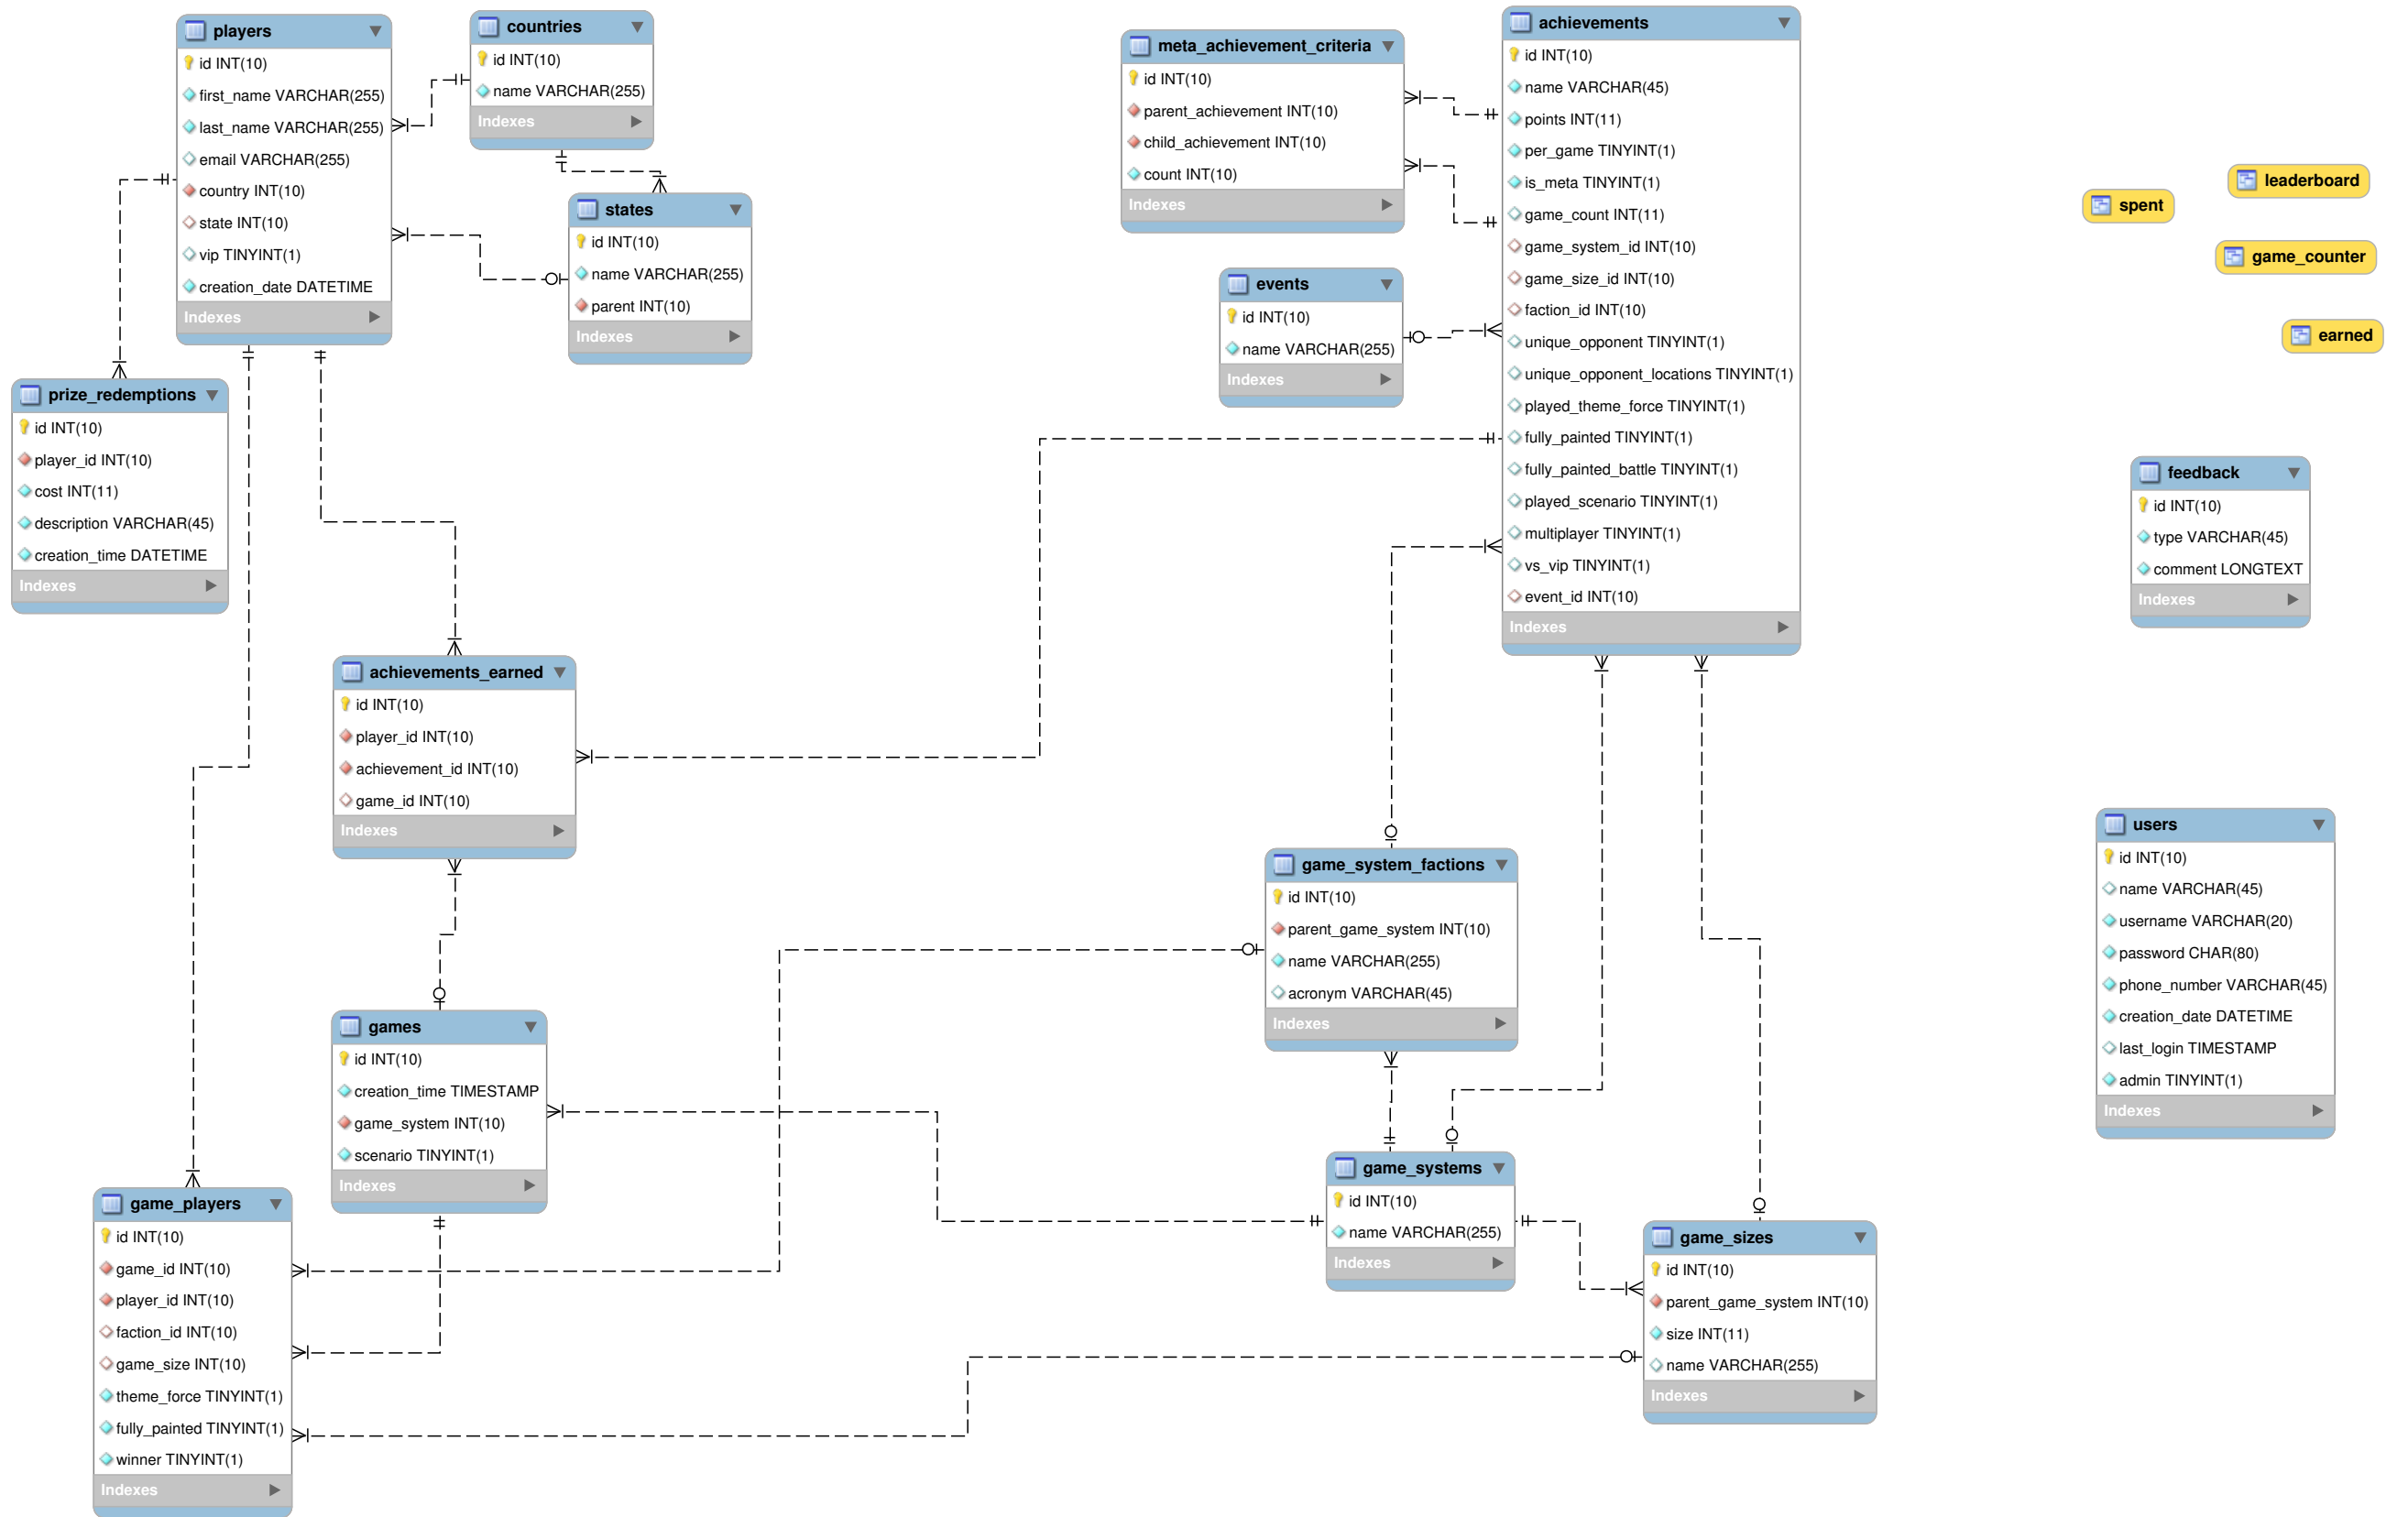 players
id INT(10)
first_name VARCHAR(255)
last_name VARCHAR(255)
email VARCHAR(255)
country INT(10)
state INT(10)
vip TINYINT(1)
creation_date DATETIME
Indexes
countries
id INT(10)
name VARCHAR(255)
Indexes
states
id INT(10)
name VARCHAR(255)
parent INT(10)
Indexes
prize_redemptions
id INT(10)
player_id INT(10)
cost INT(11)
description VARCHAR(45)
creation_time DATETIME
Indexes
meta_achievement_criteria
id INT(10)
parent_achievement INT(10)
child_achievement INT(10)
count INT(10)
Indexes
events
id INT(10)
name VARCHAR(255)
Indexes
achievements
id INT(10)
name VARCHAR(45)
points INT(11)
per_game TINYINT(1)
is_meta TINYINT(1)
game_count INT(11)
game_system_id INT(10)
game_size_id INT(10)
faction_id INT(10)
unique_opponent TINYINT(1)
unique_opponent_locations TINYINT(1)
played_theme_force TINYINT(1)
fully_painted TINYINT(1)
fully_painted_battle TINYINT(1)
played_scenario TINYINT(1)
multiplayer TINYINT(1)
vs_vip TINYINT(1)
event_id INT(10)
Indexes
leaderboard
spent
game_counter
earned
feedback
id INT(10)
type VARCHAR(45)
comment LONGTEXT
Indexes
achievements_earned
id INT(10)
player_id INT(10)
achievement_id INT(10)
game_id INT(10)
Indexes
users
id INT(10)
name VARCHAR(45)
username VARCHAR(20)
password CHAR(80)
phone_number VARCHAR(45)
creation_date DATETIME
last_login TIMESTAMP
admin TINYINT(1)
Indexes
game_system_factions
id INT(10)
parent_game_system INT(10)
name VARCHAR(255)
acronym VARCHAR(45)
Indexes
games
id INT(10)
creation_time TIMESTAMP
game_system INT(10)
scenario TINYINT(1)
Indexes
game_systems
id INT(10)
name VARCHAR(255)
Indexes
game_sizes
id INT(10)
parent_game_system INT(10)
size INT(11)
name VARCHAR(255)
Indexes
game_players
id INT(10)
game_id INT(10)
player_id INT(10)
faction_id INT(10)
game_size INT(10)
theme_force TINYINT(1)
fully_painted TINYINT(1)
winner TINYINT(1)
Indexes